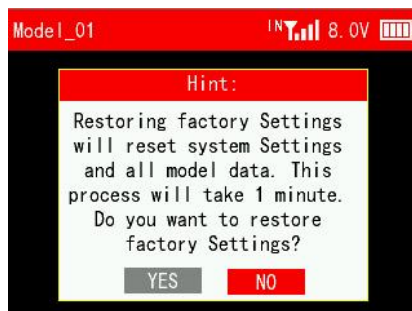 Model_01 IN 8.0V
Hint:
Restoring factory Settings
will reset system Settings
and all model data. This
process will take 1 minute.
Do you want to restore
factory Settings?
YES NO